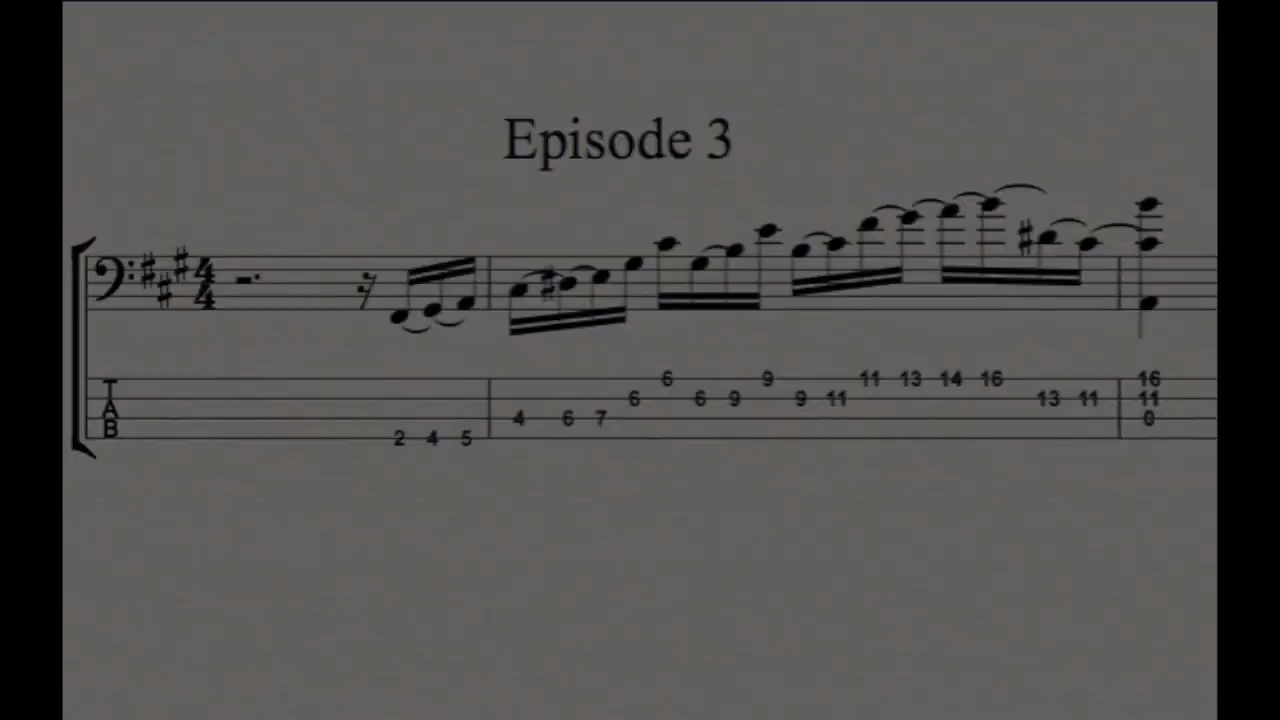 Episode 3
4
4
T 6 9 11 13 14 16 16
A 6 6 9 9 11 13 11 11
B 4 6 7 0
2 4 5